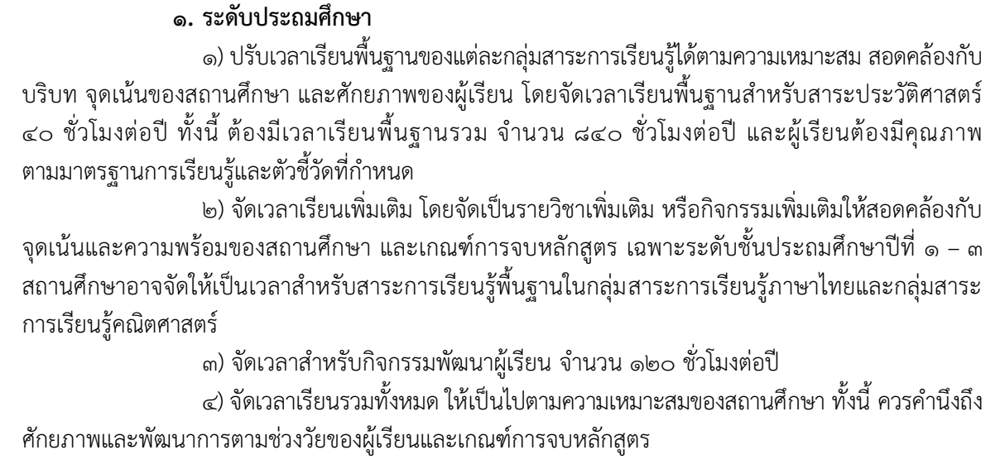 ๑. ระดับประถมศึกษา
๑) ปรับเวลาเรียนพื้นฐานของแต่ละกลุ่มสาระการเรียนรู้ได้ตามความเหมาะสม สอดคล้องกับ
บริบท จุดเน้นของสถานศึกษา และศักยภาพของผู้เรียน โดยจัดเวลาเรียนพื้นฐานสำหรับสาระประวัติศาสตร์
๔๐ ชั่วโมงต่อปี ทั้งนี้ ต้องมีเวลาเรียนพื้นฐานรวม จำนวน ๘๔๐ ชั่วโมงต่อปี และผู้เรียนต้องมีคุณภาพ
ตามมาตรฐานการเรียนรู้และตัวชี้วัดที่กำหนด
๒) จัดเวลาเรียนเพิ่มเติม โดยจัดเป็นรายวิชาเพิ่มเติม หรือกิจกรรมเพิ่มเติมให้สอดคล้องกับ
จุดเน้นและความพร้อมของสถานศึกษา และเกณฑ์การจบหลักสูตร เฉพาะระดับชั้นประถมศึกษาปีที่ ๑ – ๓
สถานศึกษาอาจจัดให้เป็นเวลาสำหรับสาระการเรียนรู้พื้นฐานในกลุ่มสาระการเรียนรู้ภาษาไทยและกลุ่มสาระ
การเรียนรู้คณิตศาสตร์
๓) จัดเวลาสำหรับกิจกรรมพัฒนาผู้เรียน จำนวน ๑๒๐ ชั่วโมงต่อปี
๔) จัดเวลาเรียนรวมทั้งหมด ให้เป็นไปตามความเหมาะสมของสถานศึกษา ทั้งนี้ ควรคำนึงถึง
ศักยภาพและพัฒนาการตามช่วงวัยของผู้เรียนและเกณฑ์การจบหลักสูตร